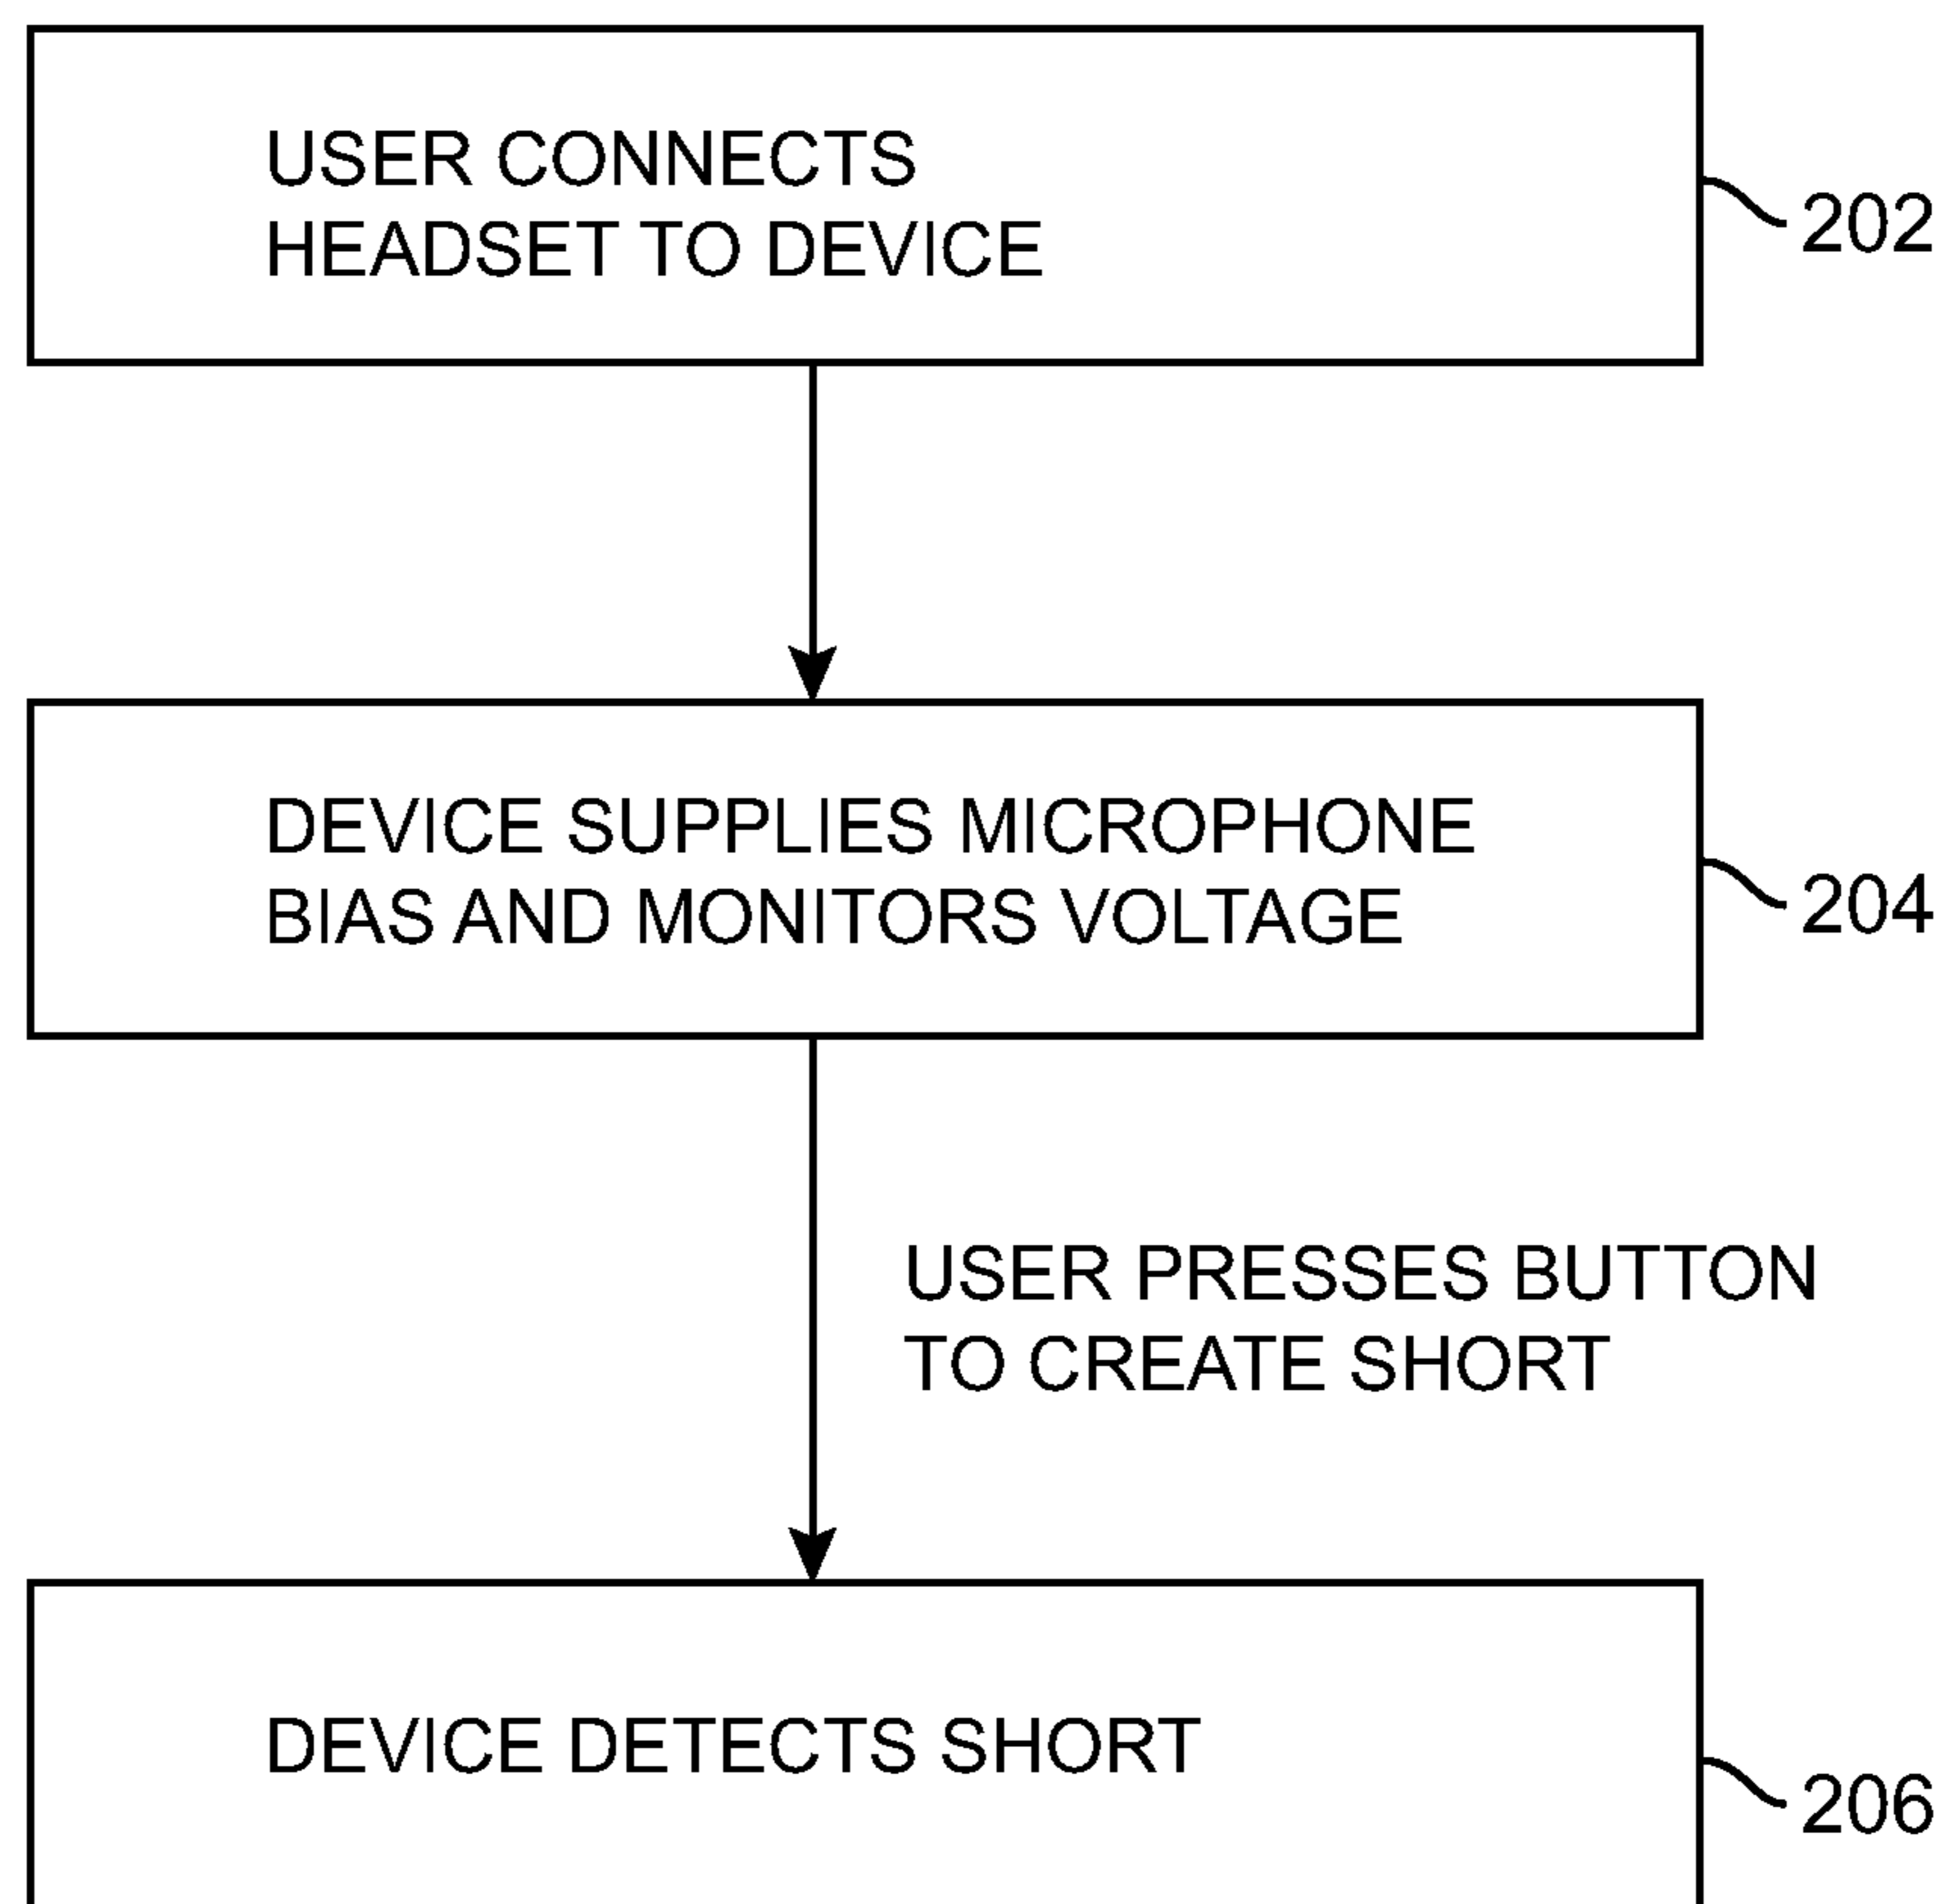 USER CONNECTS
HEADSET TO DEVICE
202
DEVICE SUPPLIES MICROPHONE
BIAS AND MONITORS VOLTAGE
204
USER PRESSES BUTTON
TO CREATE SHORT
DEVICE DETECTS SHORT
206